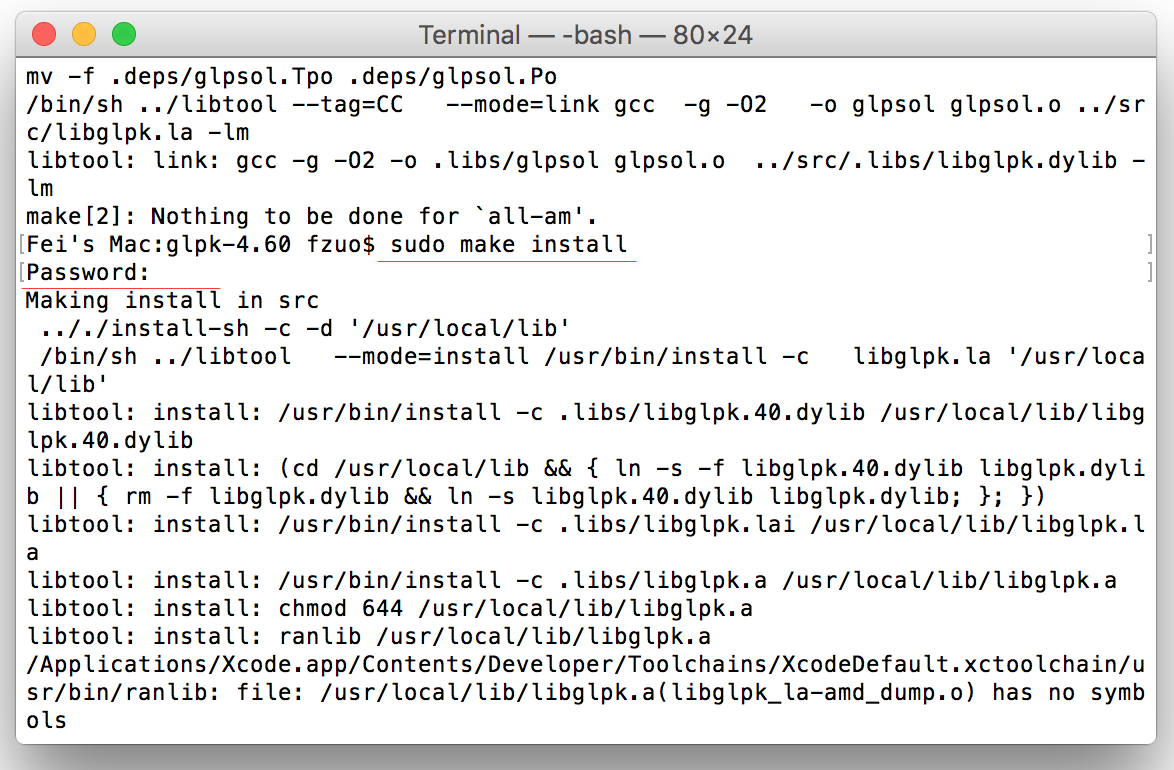 Terminal — -bash — 80×24
mv -f .deps/glpsol.Tpo .deps/glpsol.Po
/bin/sh ../libtool --tag=CC   --mode=link gcc  -g -O2   -o glpsol glpsol.o ../sr
c/libglpk.la -lm
libtool: link: gcc -g -O2 -o .libs/glpsol glpsol.o  ../src/.libs/libglpk.dylib -
lm
make[2]: Nothing to be done for `all-am'.
[Fei's Mac:glpk-4.60 fzuo$ sudo make install ]
[Password: ]
Making install in src
 .././install-sh -c -d '/usr/local/lib'
 /bin/sh ../libtool   --mode=install /usr/bin/install -c   libglpk.la '/usr/loca
l/lib'
libtool: install: /usr/bin/install -c .libs/libglpk.40.dylib /usr/local/lib/libg
lpk.40.dylib
libtool: install: (cd /usr/local/lib && { ln -s -f libglpk.40.dylib libglpk.dyli
b || { rm -f libglpk.dylib && ln -s libglpk.40.dylib libglpk.dylib; }; })
libtool: install: /usr/bin/install -c .libs/libglpk.lai /usr/local/lib/libglpk.l
a
libtool: install: /usr/bin/install -c .libs/libglpk.a /usr/local/lib/libglpk.a
libtool: install: chmod 644 /usr/local/lib/libglpk.a
libtool: install: ranlib /usr/local/lib/libglpk.a
/Applications/Xcode.app/Contents/Developer/Toolchains/XcodeDefault.xctoolchain/u
sr/bin/ranlib: file: /usr/local/lib/libglpk.a(libglpk_la-amd_dump.o) has no symb
ols